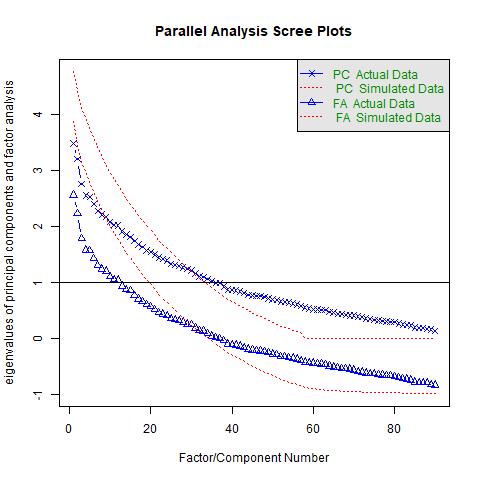 Parallel Analysis Scree Plots
eigenvalues of principal components and factor analysis
4
3
2
1
0
-1
PC  Actual Data
PC  Simulated Data
FA  Actual Data
FA  Simulated Data
0 20 40 60 80
Factor/Component Number